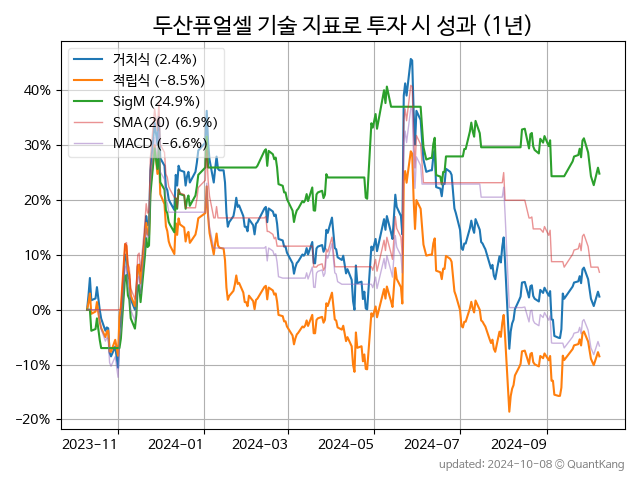 두산퓨얼셀 기술 지표로 투자 시 성과 (1년)
거치식 (2.4%)
적립식 (−8.5%)
SigM (24.9%)
SMA(20) (6.9%)
MACD (−6.6%)
40%
30%
20%
10%
0%
−10%
−20%
2023-11 2024-01 2024-03 2024-05 2024-07 2024-09
updated: 2024-10-08 © QuantKang